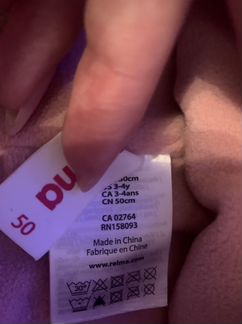 50
50cm
3-4y
CA 3-4ans
CN 50cm
CA 02764
RN158093
Made in China
Fabriqué en Chine
www.reima.com
30°